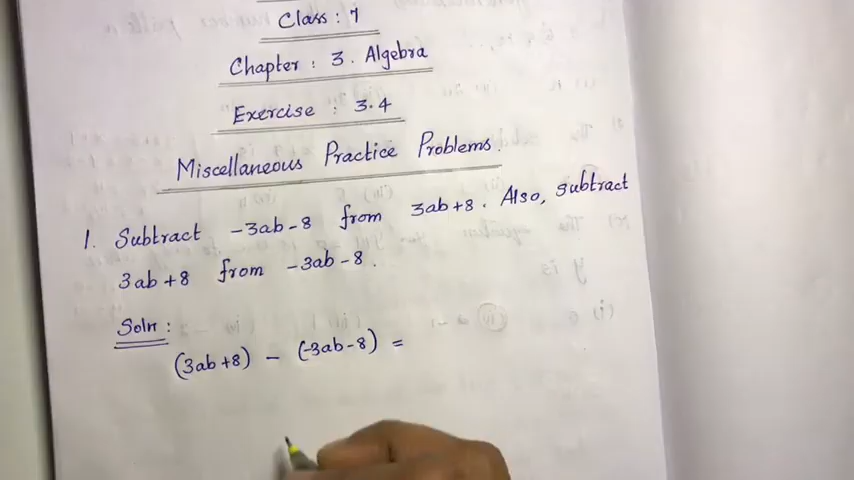 Class : 7
Chapter : 3. Algebra
Exercise : 3.4
Miscellaneous Practice Problems.
1. Subtract -3ab-8 from 3ab+8. Also, subtract
3ab+8 from -3ab-8.
Soln :
(3ab+8) - (-3ab-8) =